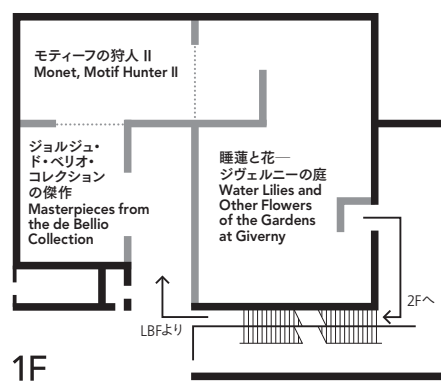 モティーフの狩人 II
Monet, Motif Hunter II
ジョルジュ・
ド・ベリオ・
コレクション
の傑作
Masterpieces from
the de Bellio
Collection
睡蓮と花―
ジヴェルニーの庭
Water Lilies and
Other Flowers
of the Gardens
at Giverny
2Fへ
LBFより
1F